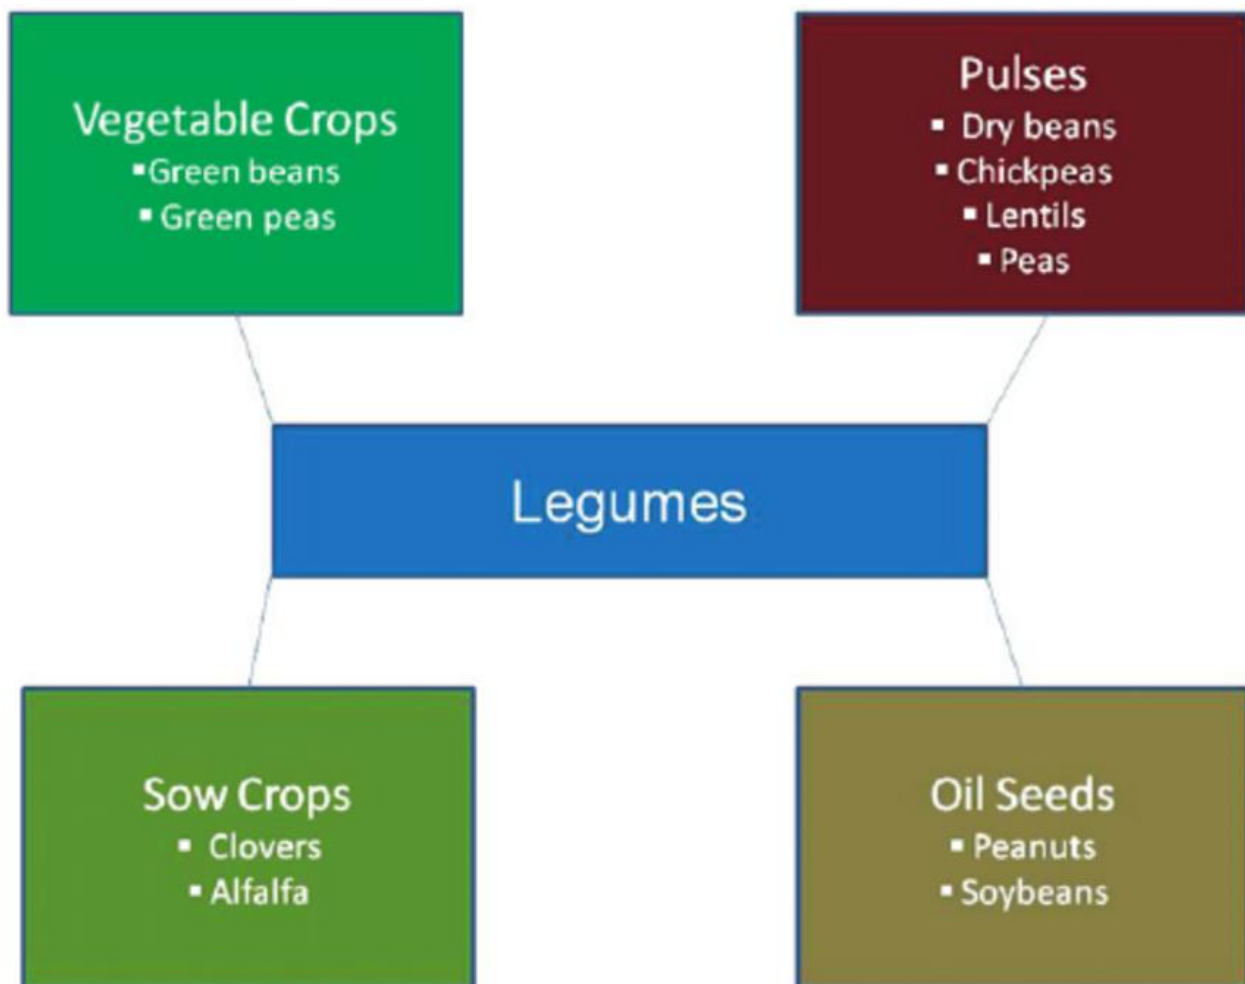 Vegetable Crops
▪Green beans
▪ Green peas
Pulses
▪ Dry beans
▪ Chickpeas
▪ Lentils
▪ Peas
Legumes
Sow Crops
▪ Clovers
▪ Alfalfa
Oil Seeds
▪ Peanuts
▪ Soybeans